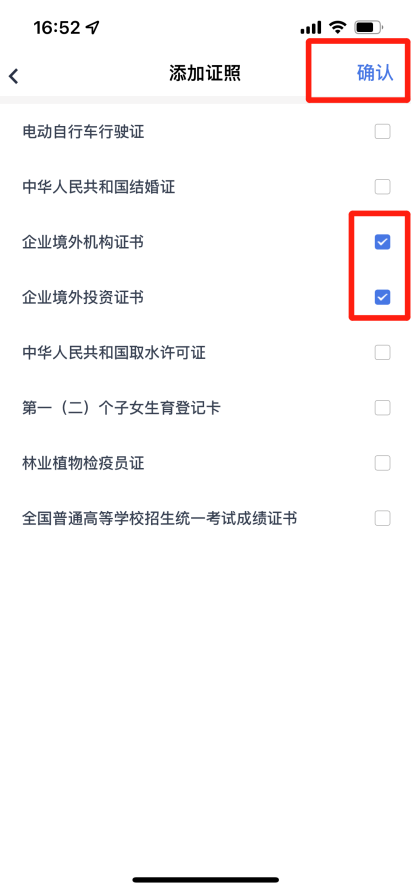 16:52
添加证照
确认
电动自行车行驶证
中华人民共和国结婚证
企业境外机构证书
企业境外投资证书
中华人民共和国取水许可证
第一（二）个子女生育登记卡
林业植物检疫员证
全国普通高等学校招生统一考试成绩证书